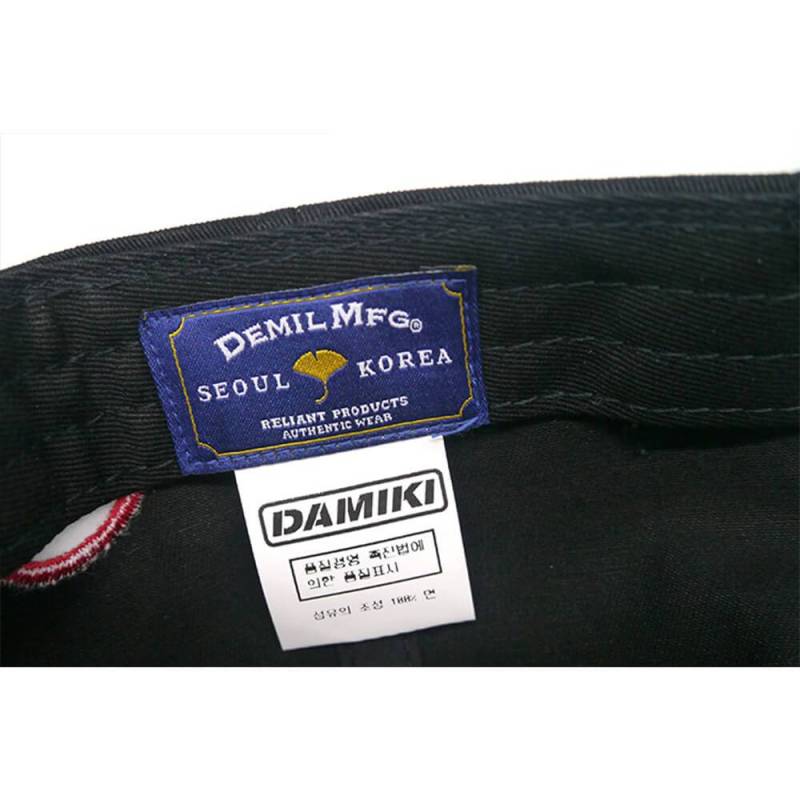 DEMIL MFG®
SEOUL KOREA
RELIANT PRODUCTS
AUTHENTIC WEAR
DAMIKI
품질경영 촉진법에
의한 품질표시
섬유의 조성 100% 면